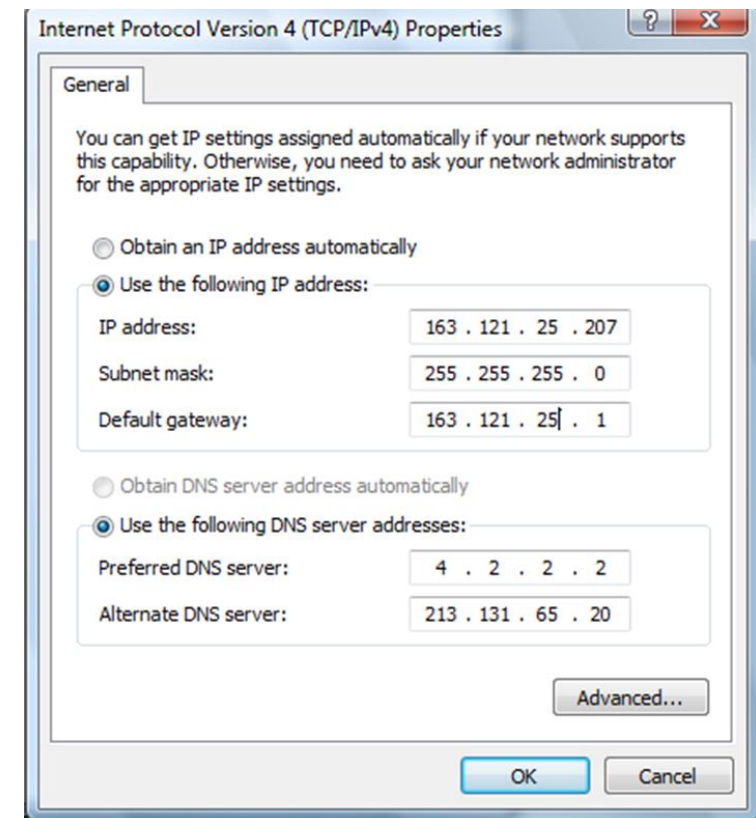 Internet Protocol Version 4 (TCP/IPv4) Properties
General
You can get IP settings assigned automatically if your network supports
this capability. Otherwise, you need to ask your network administrator
for the appropriate IP settings.
Obtain an IP address automatically
Use the following IP address:
IP address: 163 . 121 . 25 . 207
Subnet mask: 255 . 255 . 255 . 0
Default gateway: 163 . 121 . 25 . 1
Obtain DNS server address automatically
Use the following DNS server addresses:
Preferred DNS server: 4 . 2 . 2 . 2
Alternate DNS server: 213 . 131 . 65 . 20
Advanced...
OK Cancel